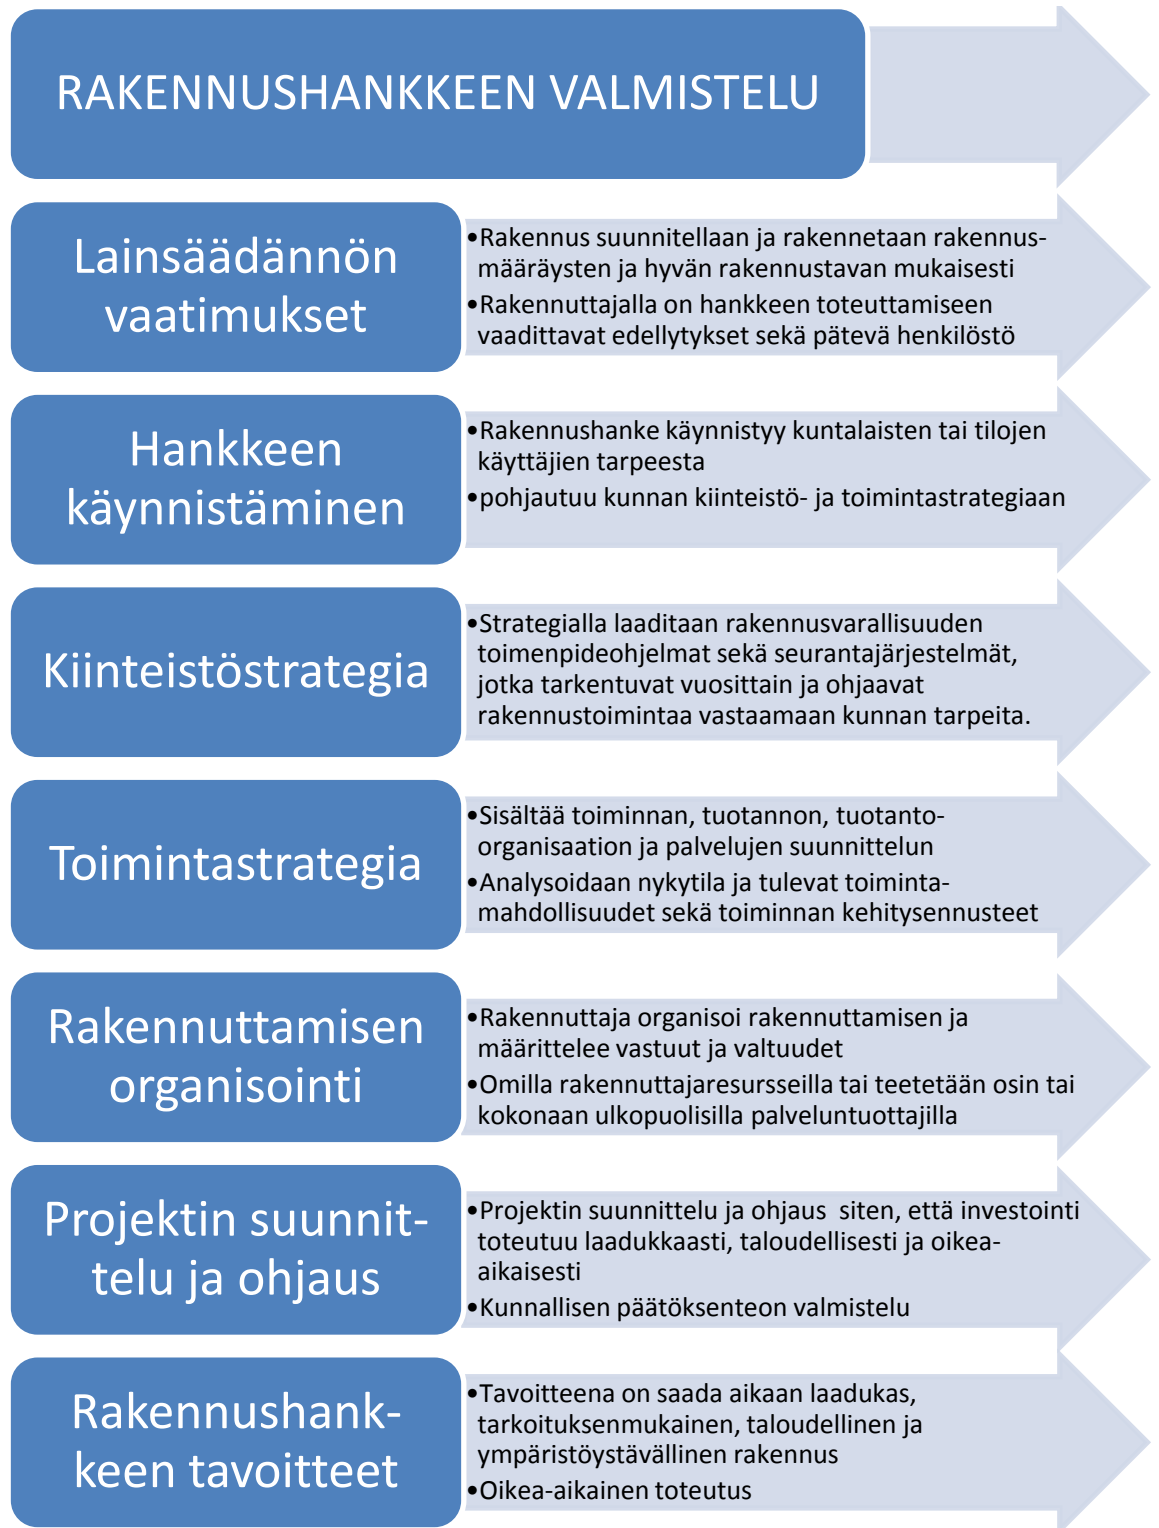 RAKENNUSHANKKEEN VALMISTELU
Lainsäädännön
vaatimukset
•Rakennus suunnitellaan ja rakennetaan rakennus-
määräysten ja hyvän rakennustavan mukaisesti
•Rakennuttajalla on hankkeen toteuttamiseen
vaadittavat edellytykset sekä pätevä henkilöstö
Hankkeen
käynnistäminen
•Rakennushanke käynnistyy kuntalaisten tai tilojen
käyttäjien tarpeesta
•pohjautuu kunnan kiinteistö- ja toimintastrategiaan
Kiinteistöstrategia
•Strategialla laaditaan rakennusvarallisuuden
toimenpideohjelmat sekä seurantajärjestelmät,
jotka tarkentuvat vuosittain ja ohjaavat
rakennustoimintaa vastaamaan kunnan tarpeita.
Toimintastrategia
•Sisältää toiminnan, tuotannon, tuotanto-
organisaation ja palvelujen suunnittelun
•Analysoidaan nykytila ja tulevat toiminta-
mahdollisuudet sekä toiminnan kehitysennusteet
Rakennuttamisen
organisointi
•Rakennuttaja organisoi rakennuttamisen ja
määrittelee vastuut ja valtuudet
•Omilla rakennuttajaresursseilla tai teetetään osin tai
kokonaan ulkopuolisilla palveluntuottajilla
Projektin suunnit-
telu ja ohjaus
•Projektin suunnittelu ja ohjaus  siten, että investointi
toteutuu laadukkaasti, taloudellisesti ja oikea-
aikaisesti
•Kunnallisen päätöksenteon valmistelu
Rakennushank-
keen tavoitteet
•Tavoitteena on saada aikaan laadukas,
tarkoituksenmukainen, taloudellinen ja
ympäristöystävällinen rakennus
•Oikea-aikainen toteutus